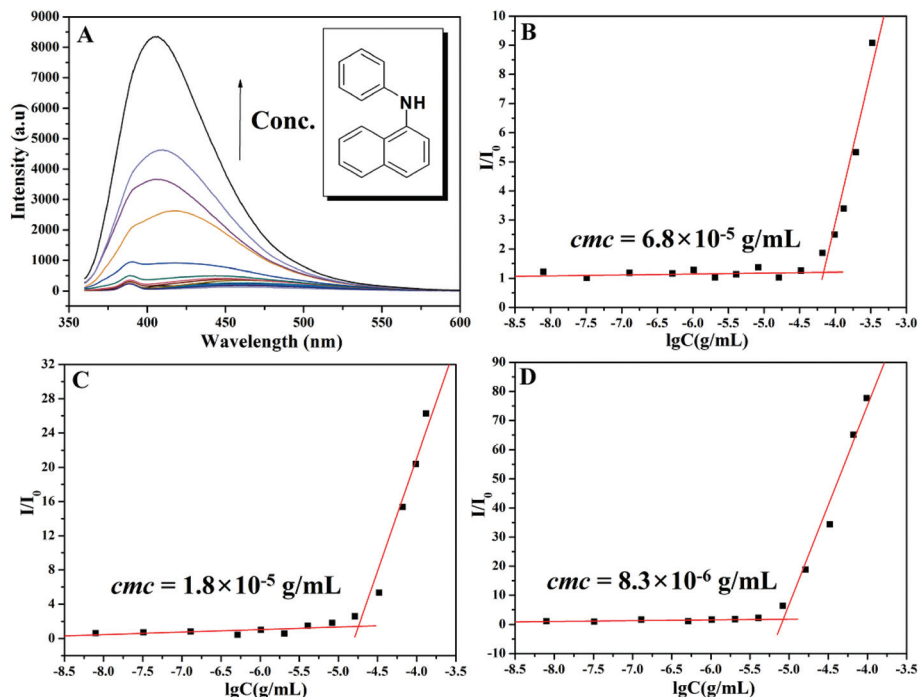 A
9000
8000
7000
6000
5000
4000
3000
2000
1000
0
Intensity (a.u)
Conc.
NH
350 400 450 500 550 600
Wavelength (nm)
B
10
9
8
7
6
5
4
3
2
1
0
I/I₀
cmc = 6.8×10⁻⁵ g/mL
-8.5 -8.0 -7.5 -7.0 -6.5 -6.0 -5.5 -5.0 -4.5 -4.0 -3.5 -3.0
lgC(g/mL)
C
32
28
24
20
16
12
8
4
0
I/I₀
cmc = 1.8×10⁻⁵ g/mL
-8.5 -8.0 -7.5 -7.0 -6.5 -6.0 -5.5 -5.0 -4.5 -4.0 -3.5
lgC(g/mL)
D
90
80
70
60
50
40
30
20
10
0
-10
I/I₀
cmc = 8.3×10⁻⁶ g/mL
-8.5 -8.0 -7.5 -7.0 -6.5 -6.0 -5.5 -5.0 -4.5 -4.0 -3.5
lgC(g/mL)